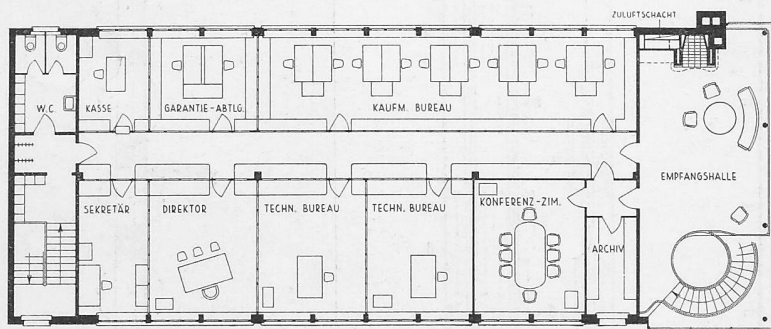 ZULUFTSCHACHT
W.C.
KASSE
GARANTIE-ABTLG.
KAUFM. BUREAU
EMPFANGSHALLE
SEKRETÄR
DIREKTOR
TECHN. BUREAU
TECHN. BUREAU
KONFERENZ-ZIM.
ARCHIV